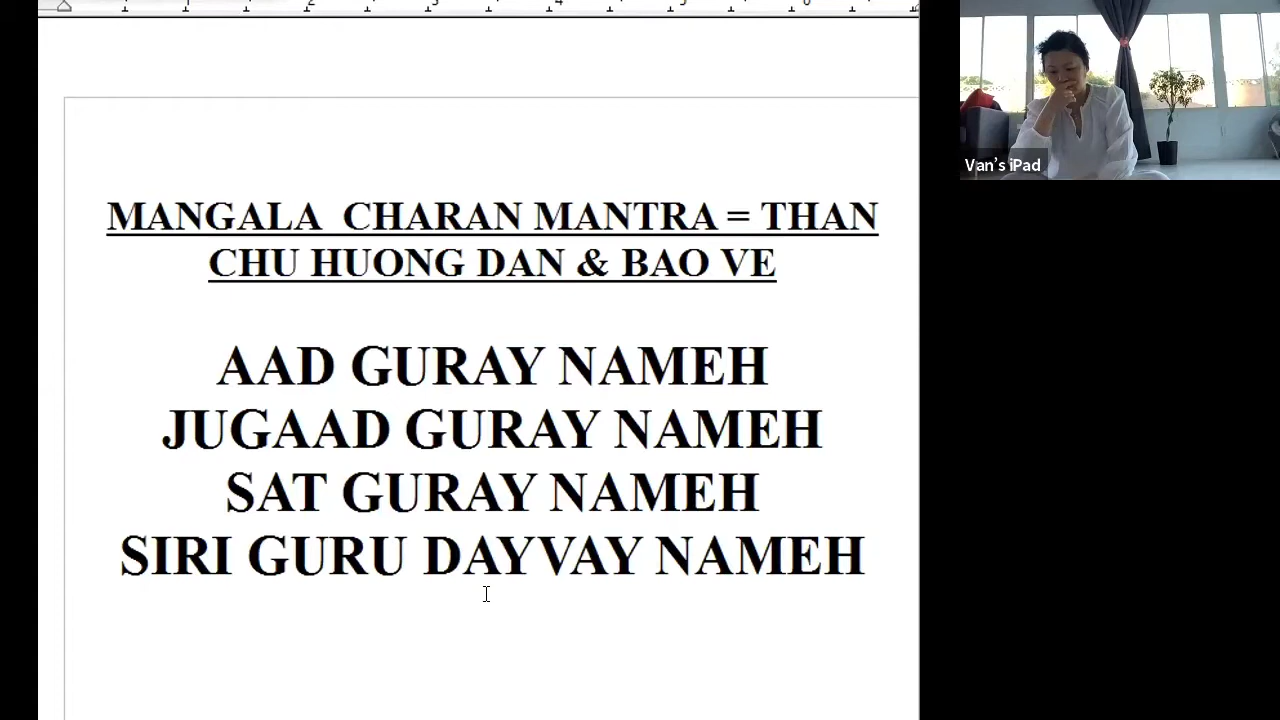 MANGALA  CHARAN MANTRA = THAN
CHU HUONG DAN & BAO VE
AAD GURAY NAMEH
JUGAAD GURAY NAMEH
SAT GURAY NAMEH
SIRI GURU DAYVAY NAMEH
Van's iPad